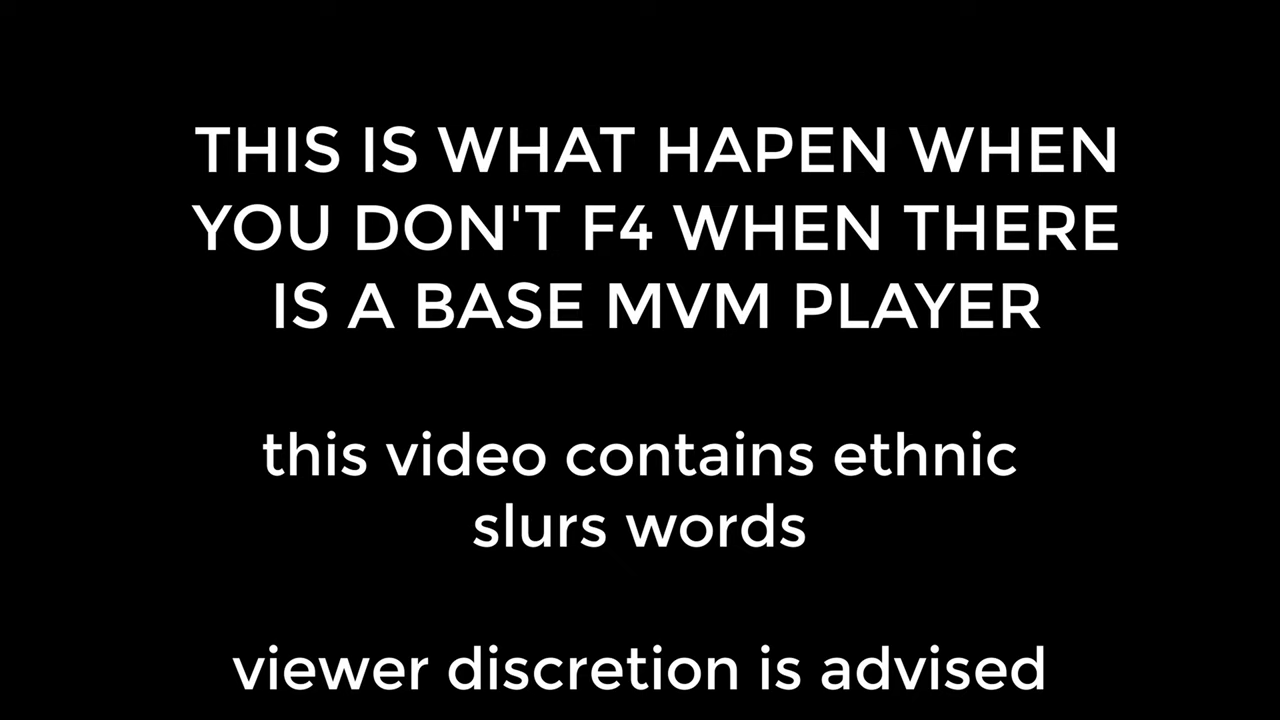 THIS IS WHAT HAPEN WHEN
YOU DON'T F4 WHEN THERE
IS A BASE MVM PLAYER
this video contains ethnic
slurs words
viewer discretion is advised